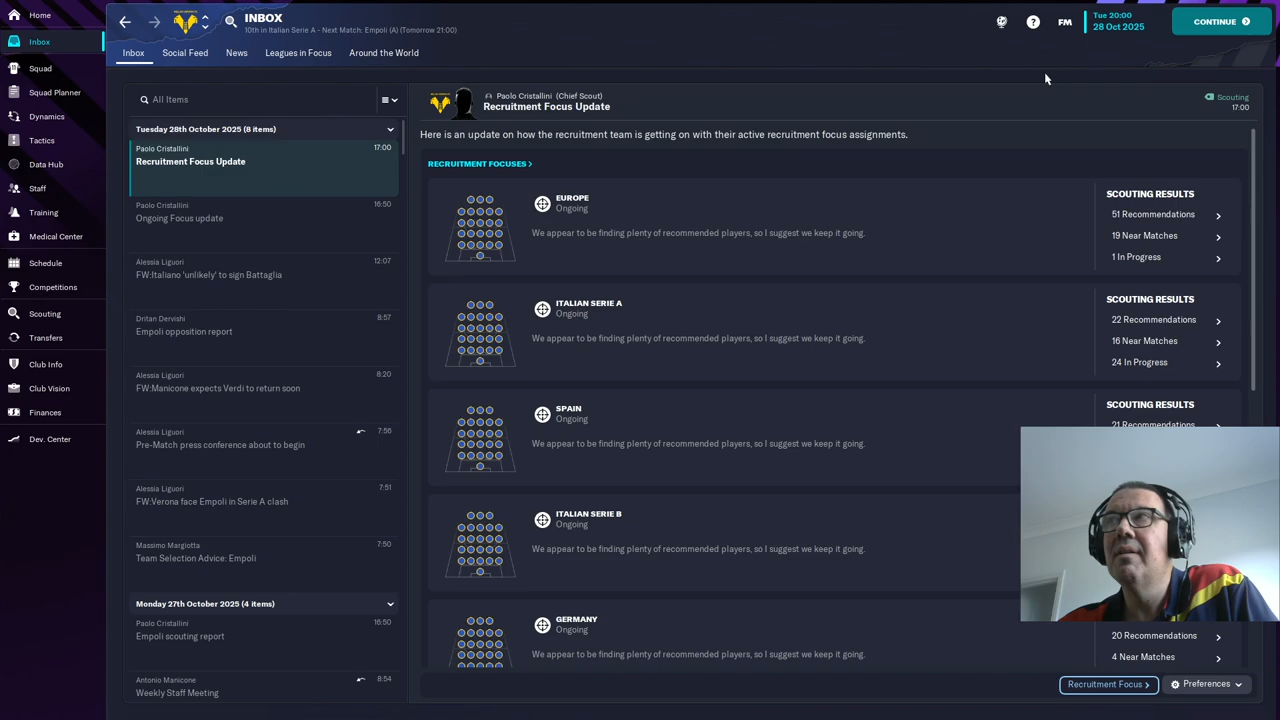 Home
Inbox
Squad
Squad Planner
Dynamics
Tactics
Data Hub
Staff
Training
Medical Center
Schedule
Competitions
Scouting
Transfers
Club Info
Club Vision
Finances
Dev. Center
INBOX
10th in Italian Serie A - Next Match: Empoli (A) (Tomorrow 21:00)
FM
Tue 20:00
28 Oct 2025
CONTINUE
Inbox
Social Feed
News
Leagues in Focus
Around the World
All Items
Tuesday 28th October 2025 (8 items)
Paolo Cristallini 17:00
Recruitment Focus Update
Paolo Cristallini 16:50
Ongoing Focus update
Alessia Liguori 12:07
FW:Italiano 'unlikely' to sign Battaglia
Dritan Dervishi 8:57
Empoli opposition report
Alessia Liguori 8:20
FW:Manicone expects Verdi to return soon
Alessia Liguori 7:56
Pre-Match press conference about to begin
Alessia Liguori 7:51
FW:Verona face Empoli in Serie A clash
Massimo Margiotta 7:50
Team Selection Advice: Empoli
Monday 27th October 2025 (4 items)
Paolo Cristallini 16:50
Empoli scouting report
Antonio Manicone 8:54
Weekly Staff Meeting
Paolo Cristallini (Chief Scout)
Recruitment Focus Update
Scouting
17:00
Here is an update on how the recruitment team is getting on with their active recruitment focus assignments.
RECRUITMENT FOCUSES
EUROPE
Ongoing
We appear to be finding plenty of recommended players, so I suggest we keep it going.
SCOUTING RESULTS
51 Recommendations
19 Near Matches
1 In Progress
ITALIAN SERIE A
Ongoing
We appear to be finding plenty of recommended players, so I suggest we keep it going.
SCOUTING RESULTS
22 Recommendations
16 Near Matches
24 In Progress
SPAIN
Ongoing
We appear to be finding plenty of recommended players, so I suggest we keep it going.
SCOUTING RESULTS
21 Recommendations
ITALIAN SERIE B
Ongoing
We appear to be finding plenty of recommended players, so I suggest we keep it going.
GERMANY
Ongoing
We appear to be finding plenty of recommended players, so I suggest we keep it going.
20 Recommendations
4 Near Matches
Recruitment Focus
Preferences